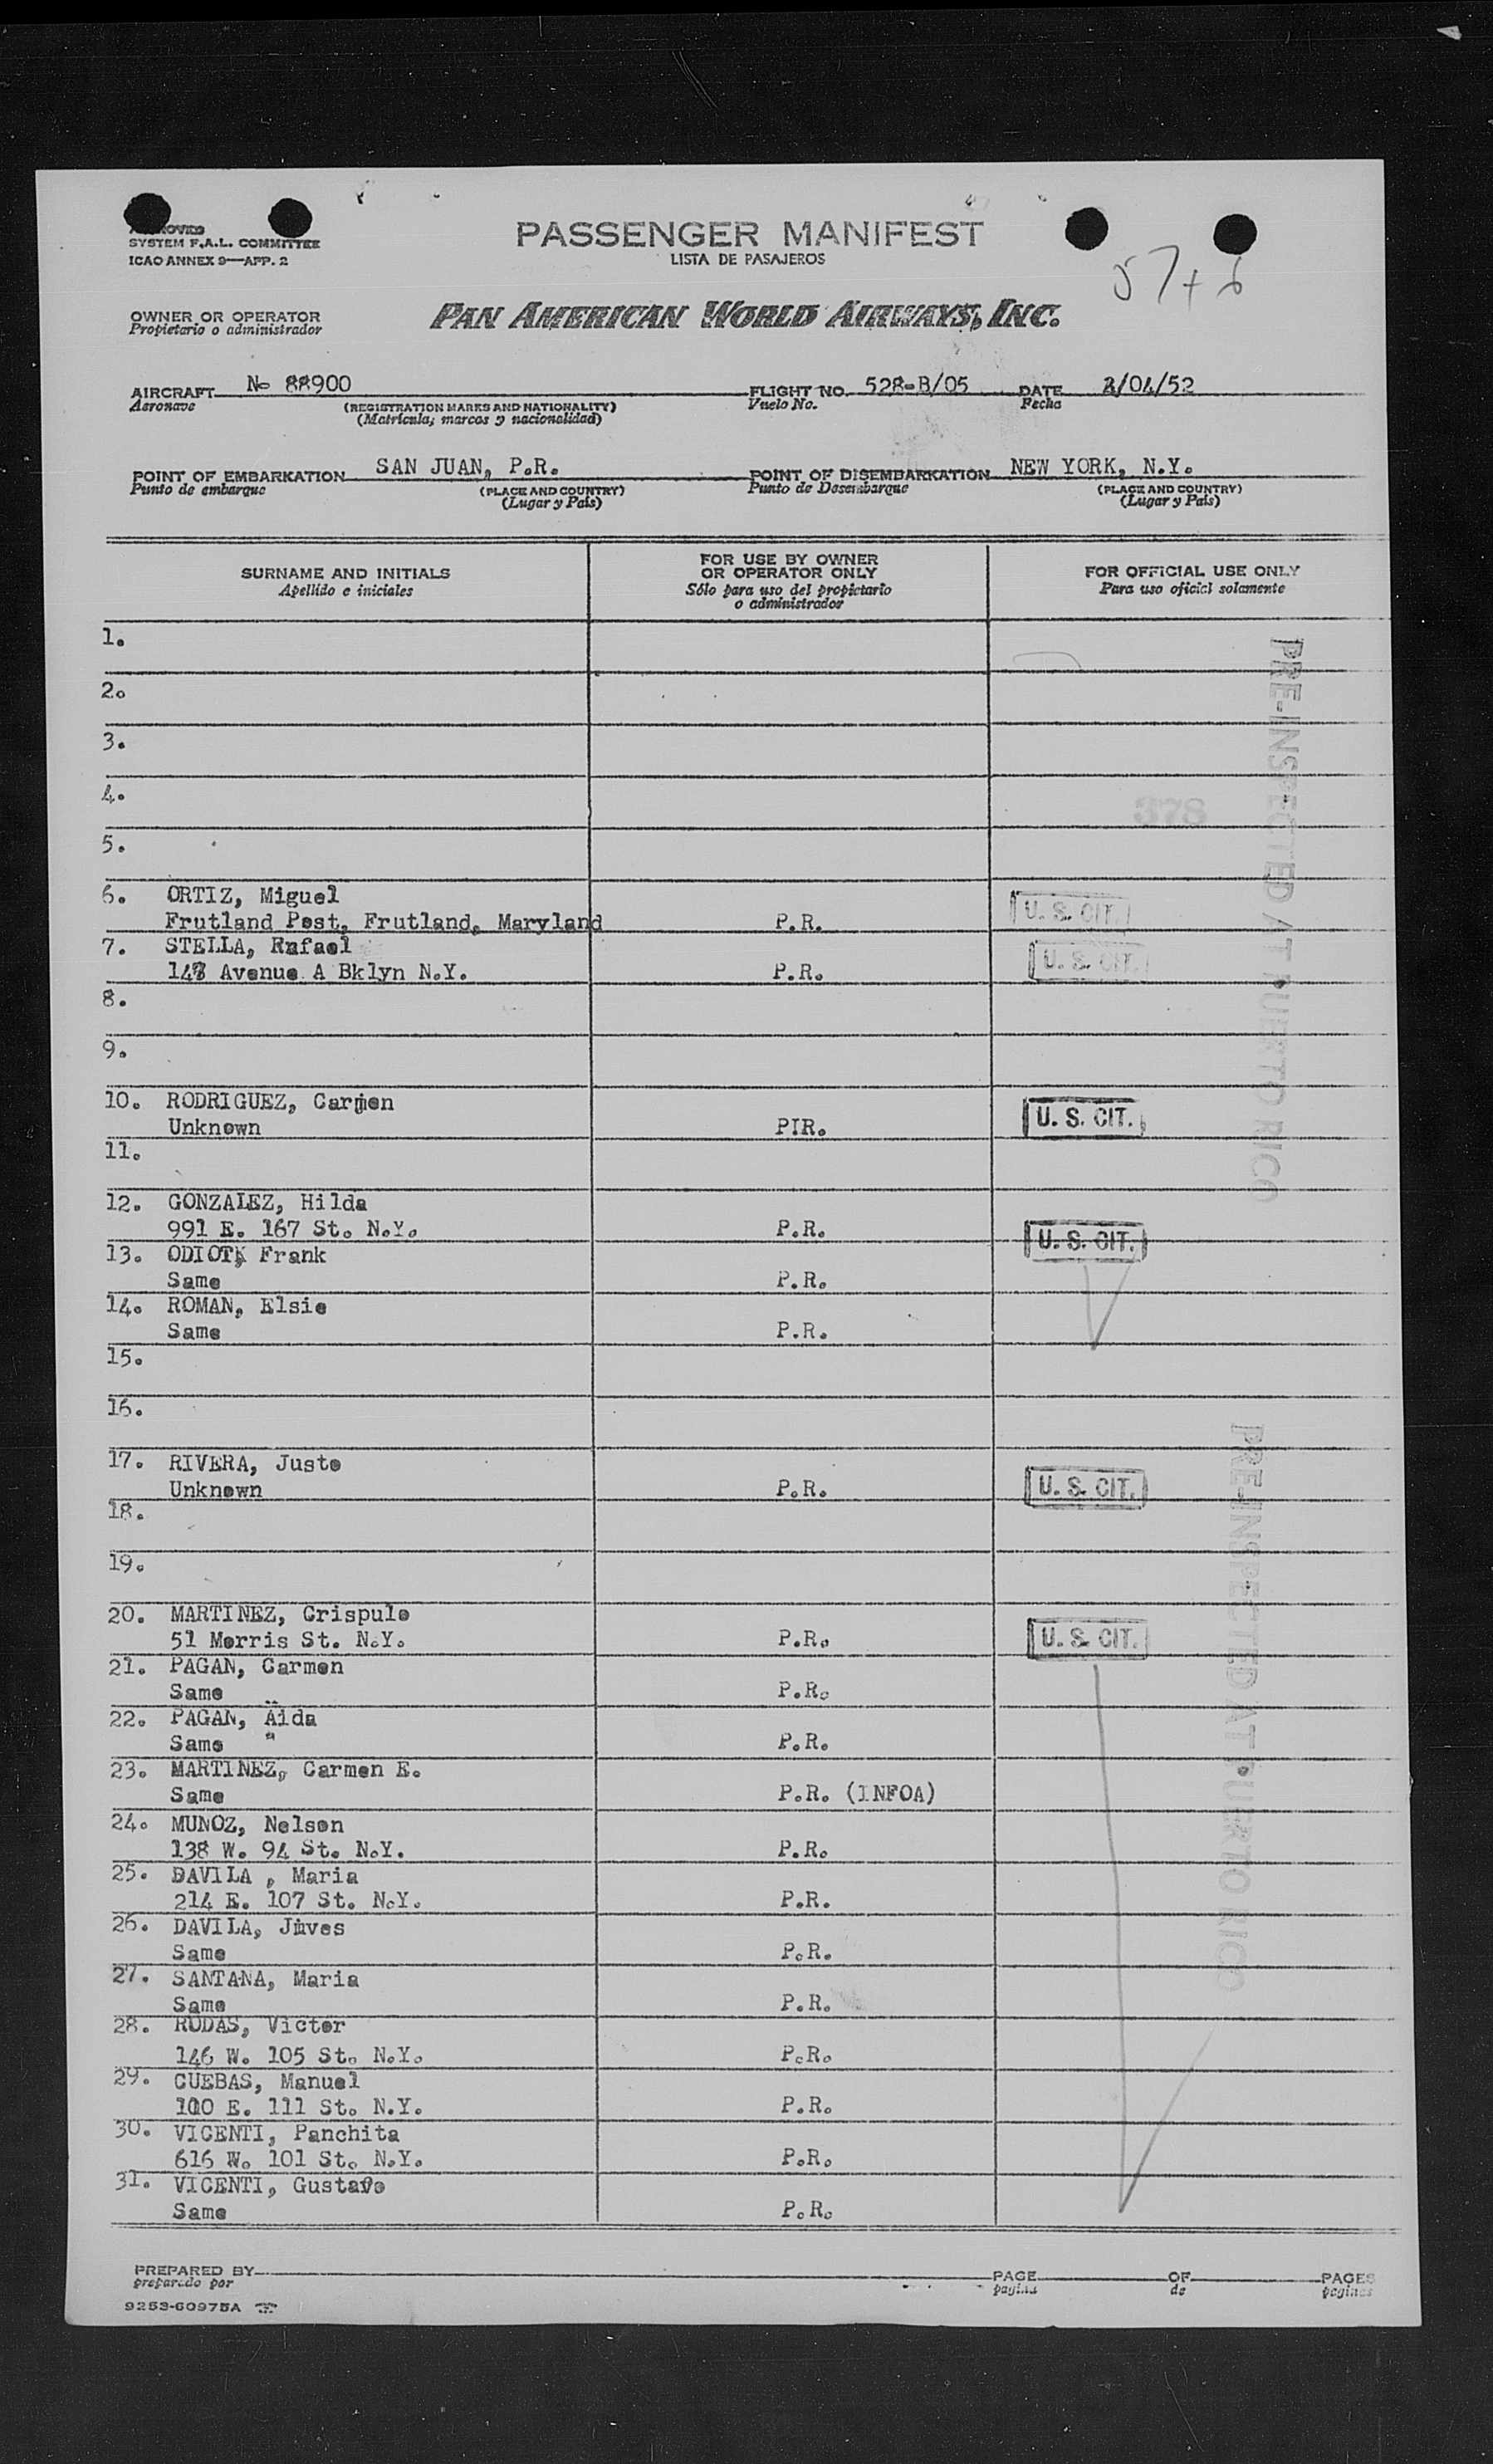 SYSTEM F.A.L. COMMITTEE
ICAO ANNEX 9—APP. 2
PASSENGER MANIFEST
LISTA DE PASAJEROS
57+6
OWNER OR OPERATOR
Propietario o administrador
PAN AMERICAN WORLD AIRWAYS, INC.
AIRCRAFT No 88900 FLIGHT NO. 528-B/05 DATE /04/52
Aeronave (REGISTRATION MARKS AND NATIONALITY) Vuelo No. Fecha
(Matrícula, marcas y nacionalidad)
POINT OF EMBARKATION SAN JUAN, P.R. POINT OF DISEMBARKATION NEW YORK, N.Y.
Punto de embarque (PLACE AND COUNTRY) Punto de Desembarque (PLACE AND COUNTRY)
(Lugar y País) (Lugar y País)
SURNAME AND INITIALS FOR USE BY OWNER OR OPERATOR ONLY FOR OFFICIAL USE ONLY
Apellido e iniciales Sólo para uso del propietario o administrador Para uso oficial solamente
1.
2.
3.
4.
378
5.
6. ORTIZ, Miguel
Frutland Post, Frutland, Maryland P.R. U. S. CIT.
7. STELLA, Rafael
Avenue A Bklyn N.Y. P.R. U. S. CIT.
8.
9.
10. RODRIGUEZ, Carmen
Unknown PIR. U. S. CIT.
11.
12. GONZALEZ, Hilda
991 E. 167 St. N.Y. P.R. U. S. CIT.
13. ODIOT, Frank
Same P.R.
14. ROMAN, Elsie
Same P.R.
15.
16.
17. RIVERA, Justo
Unknown P.R. U. S. CIT.
18.
19.
20. MARTINEZ, Crispulo
51 Morris St. N.Y. P.R. U. S. CIT.
21. PAGAN, Carmen
Same P.R.
22. PAGAN, Aida
Same " P.R.
23. MARTINEZ, Carmen E.
Same P.R. (INFOA)
24. MUNOZ, Nelson
138 W. 94 St. N.Y. P.R.
25. DAVILA , Maria
214 E. 107 St. N.Y. P.R.
26. DAVILA,
Same P.R.
27. SANTANA, Maria
Same P.R.
28. RODAS, Victor
146 W. 105 St. N.Y. P.R.
29. CUEBAS, Manuel
E. 111 St. N.Y. P.R.
30. VICENTI, Panchita
616 W. 101 St. N.Y. P.R.
31. VICENTI, Gustavo
Same P.R.
PRE-INSPECTED AT PUERTO RICO
PRE-INSPECTED AT PUERTO RICO
PREPARED BY PAGE OF PAGES
preparado por pagina de paginas
9253-60975A